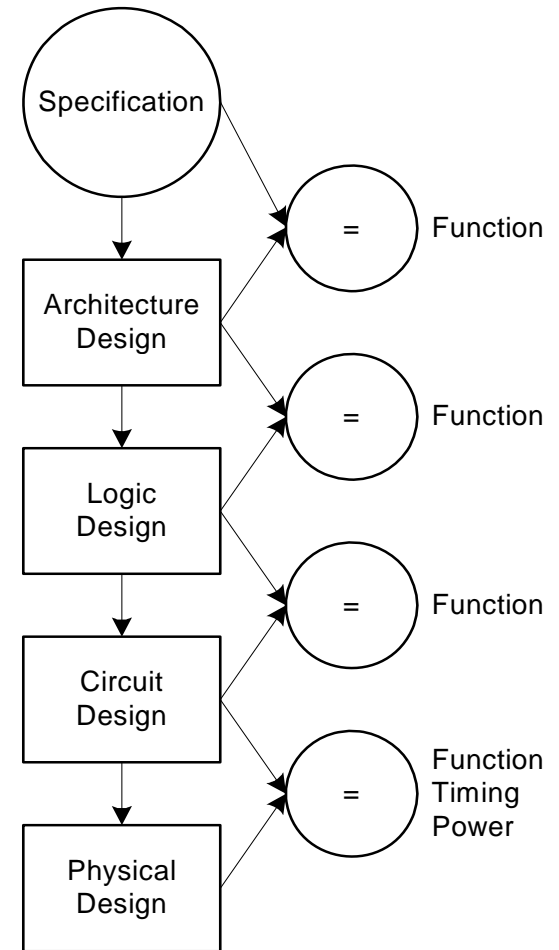 Specification
=
Function
Architecture
Design
=
Function
Logic
Design
=
Function
Circuit
Design
=
Function
Timing
Power
Physical
Design